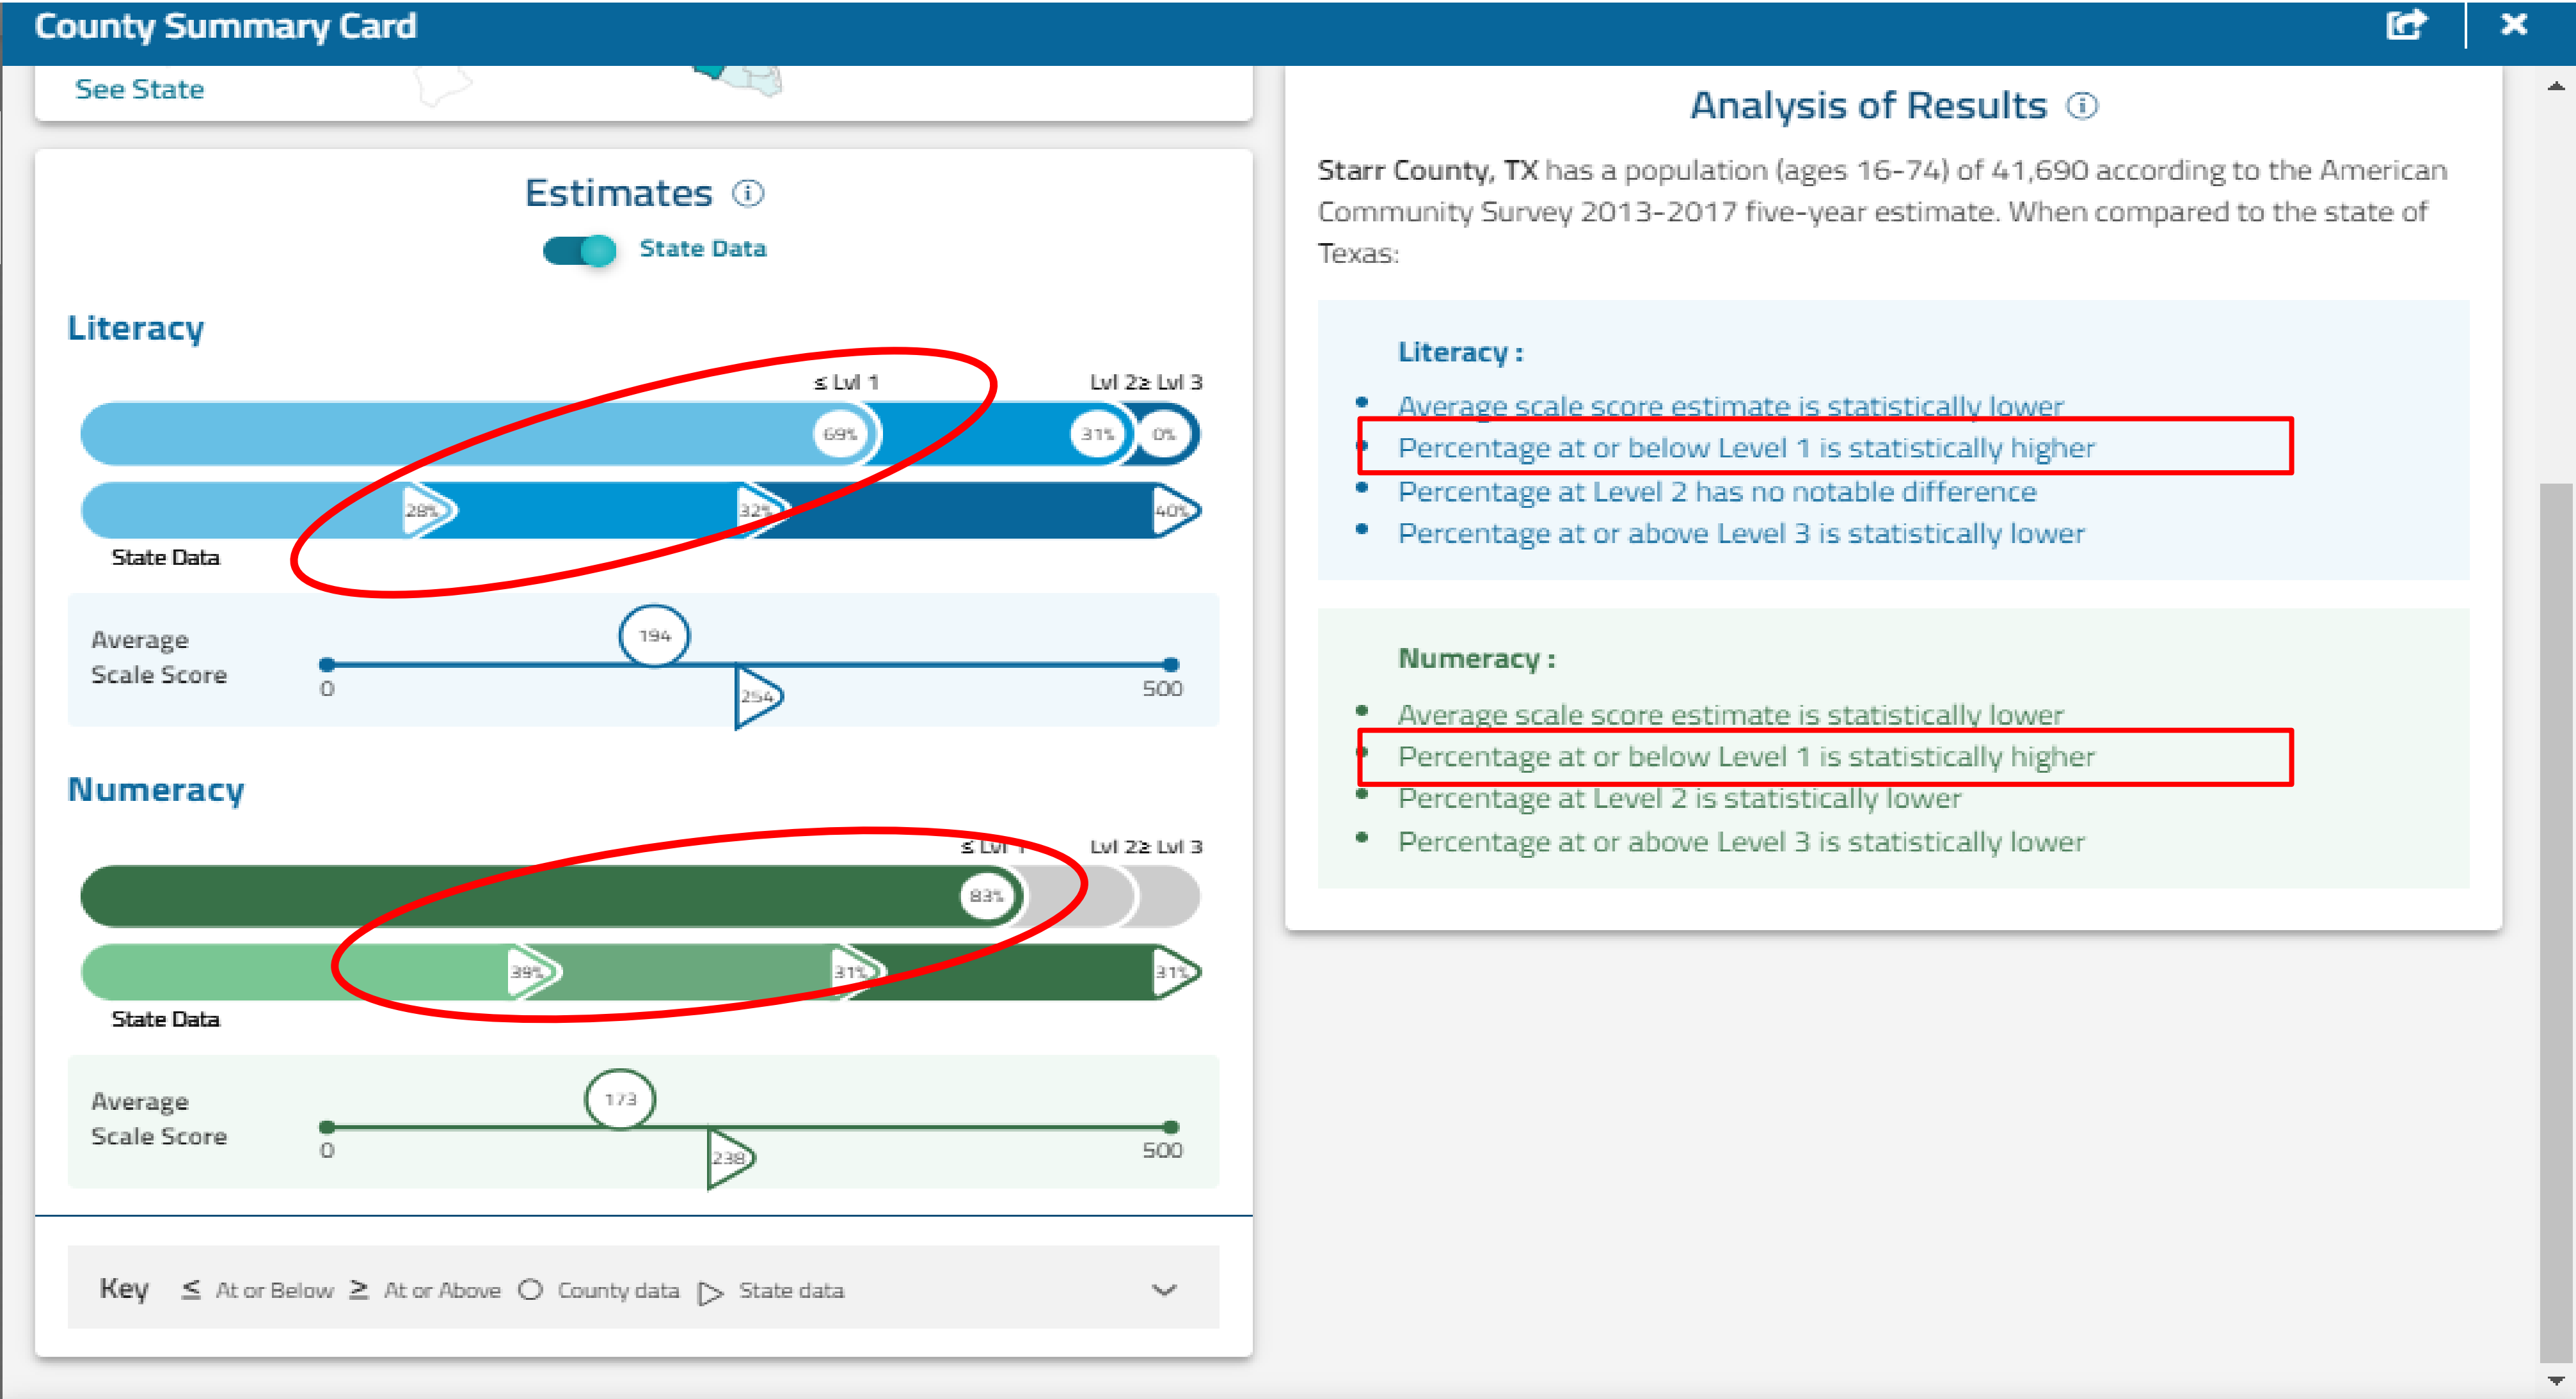 County Summary Card
See State
Estimates
State Data
Literacy
≤ Lvl 1 Lvl 2 ≥ Lvl 3
69% 31% 0%
28% 32% 40%
State Data
Average
Scale Score
194
0 500
254
Numeracy
≤ Lvl 1 Lvl 2 ≥ Lvl 3
83%
39% 31% 31%
State Data
Average
Scale Score
173
0 500
238
Key ≤ At or Below ≥ At or Above County data State data
Analysis of Results
Starr County, TX has a population (ages 16-74) of 41,690 according to the American
Community Survey 2013-2017 five-year estimate. When compared to the state of
Texas:
Literacy :
• Average scale score estimate is statistically lower
• Percentage at or below Level 1 is statistically higher
• Percentage at Level 2 has no notable difference
• Percentage at or above Level 3 is statistically lower
Numeracy :
• Average scale score estimate is statistically lower
• Percentage at or below Level 1 is statistically higher
• Percentage at Level 2 is statistically lower
• Percentage at or above Level 3 is statistically lower